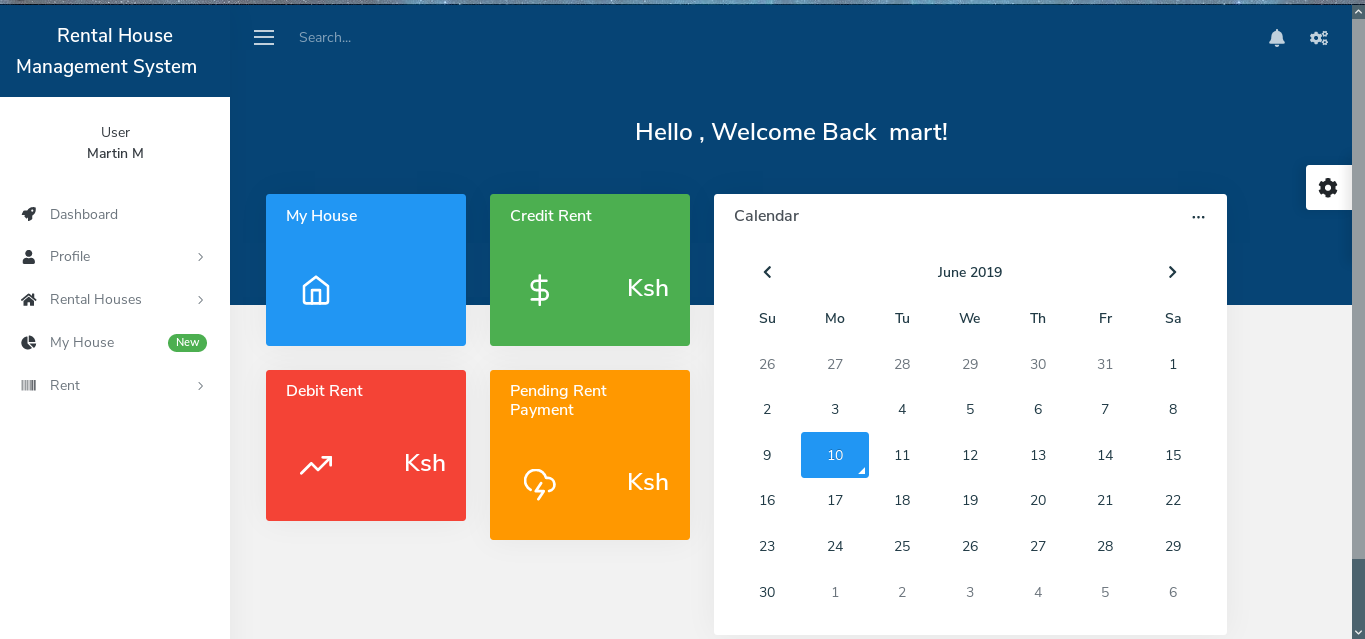 Rental House
Management System
Search...
User
Martin M
Dashboard
Profile
Rental Houses
My House New
Rent
Hello , Welcome Back mart!
My House
Credit Rent
Ksh
Debit Rent
Ksh
Pending Rent
Payment
Ksh
Calendar
June 2019
Su Mo Tu We Th Fr Sa
26 27 28 29 30 31 1
2 3 4 5 6 7 8
9 10 11 12 13 14 15
16 17 18 19 20 21 22
23 24 25 26 27 28 29
30 1 2 3 4 5 6